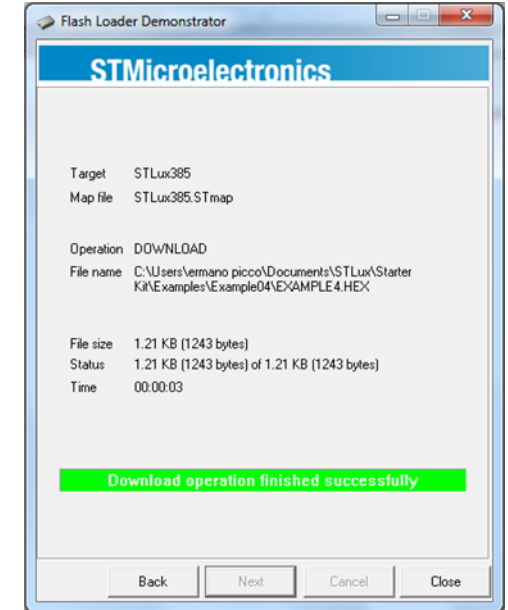 Flash Loader Demonstrator
STMicroelectronics
Target STLux385
Map file STLux385.STmap
Operation DOWNLOAD
File name C:\Users\ermano picco\Documents\STLux\Starter
Kit\Examples\Example04\EXAMPLE4.HEX
File size 1.21 KB (1243 bytes)
Status 1.21 KB (1243 bytes) of 1.21 KB (1243 bytes)
Time 00:00:03
Download operation finished successfully
Back Next Cancel Close